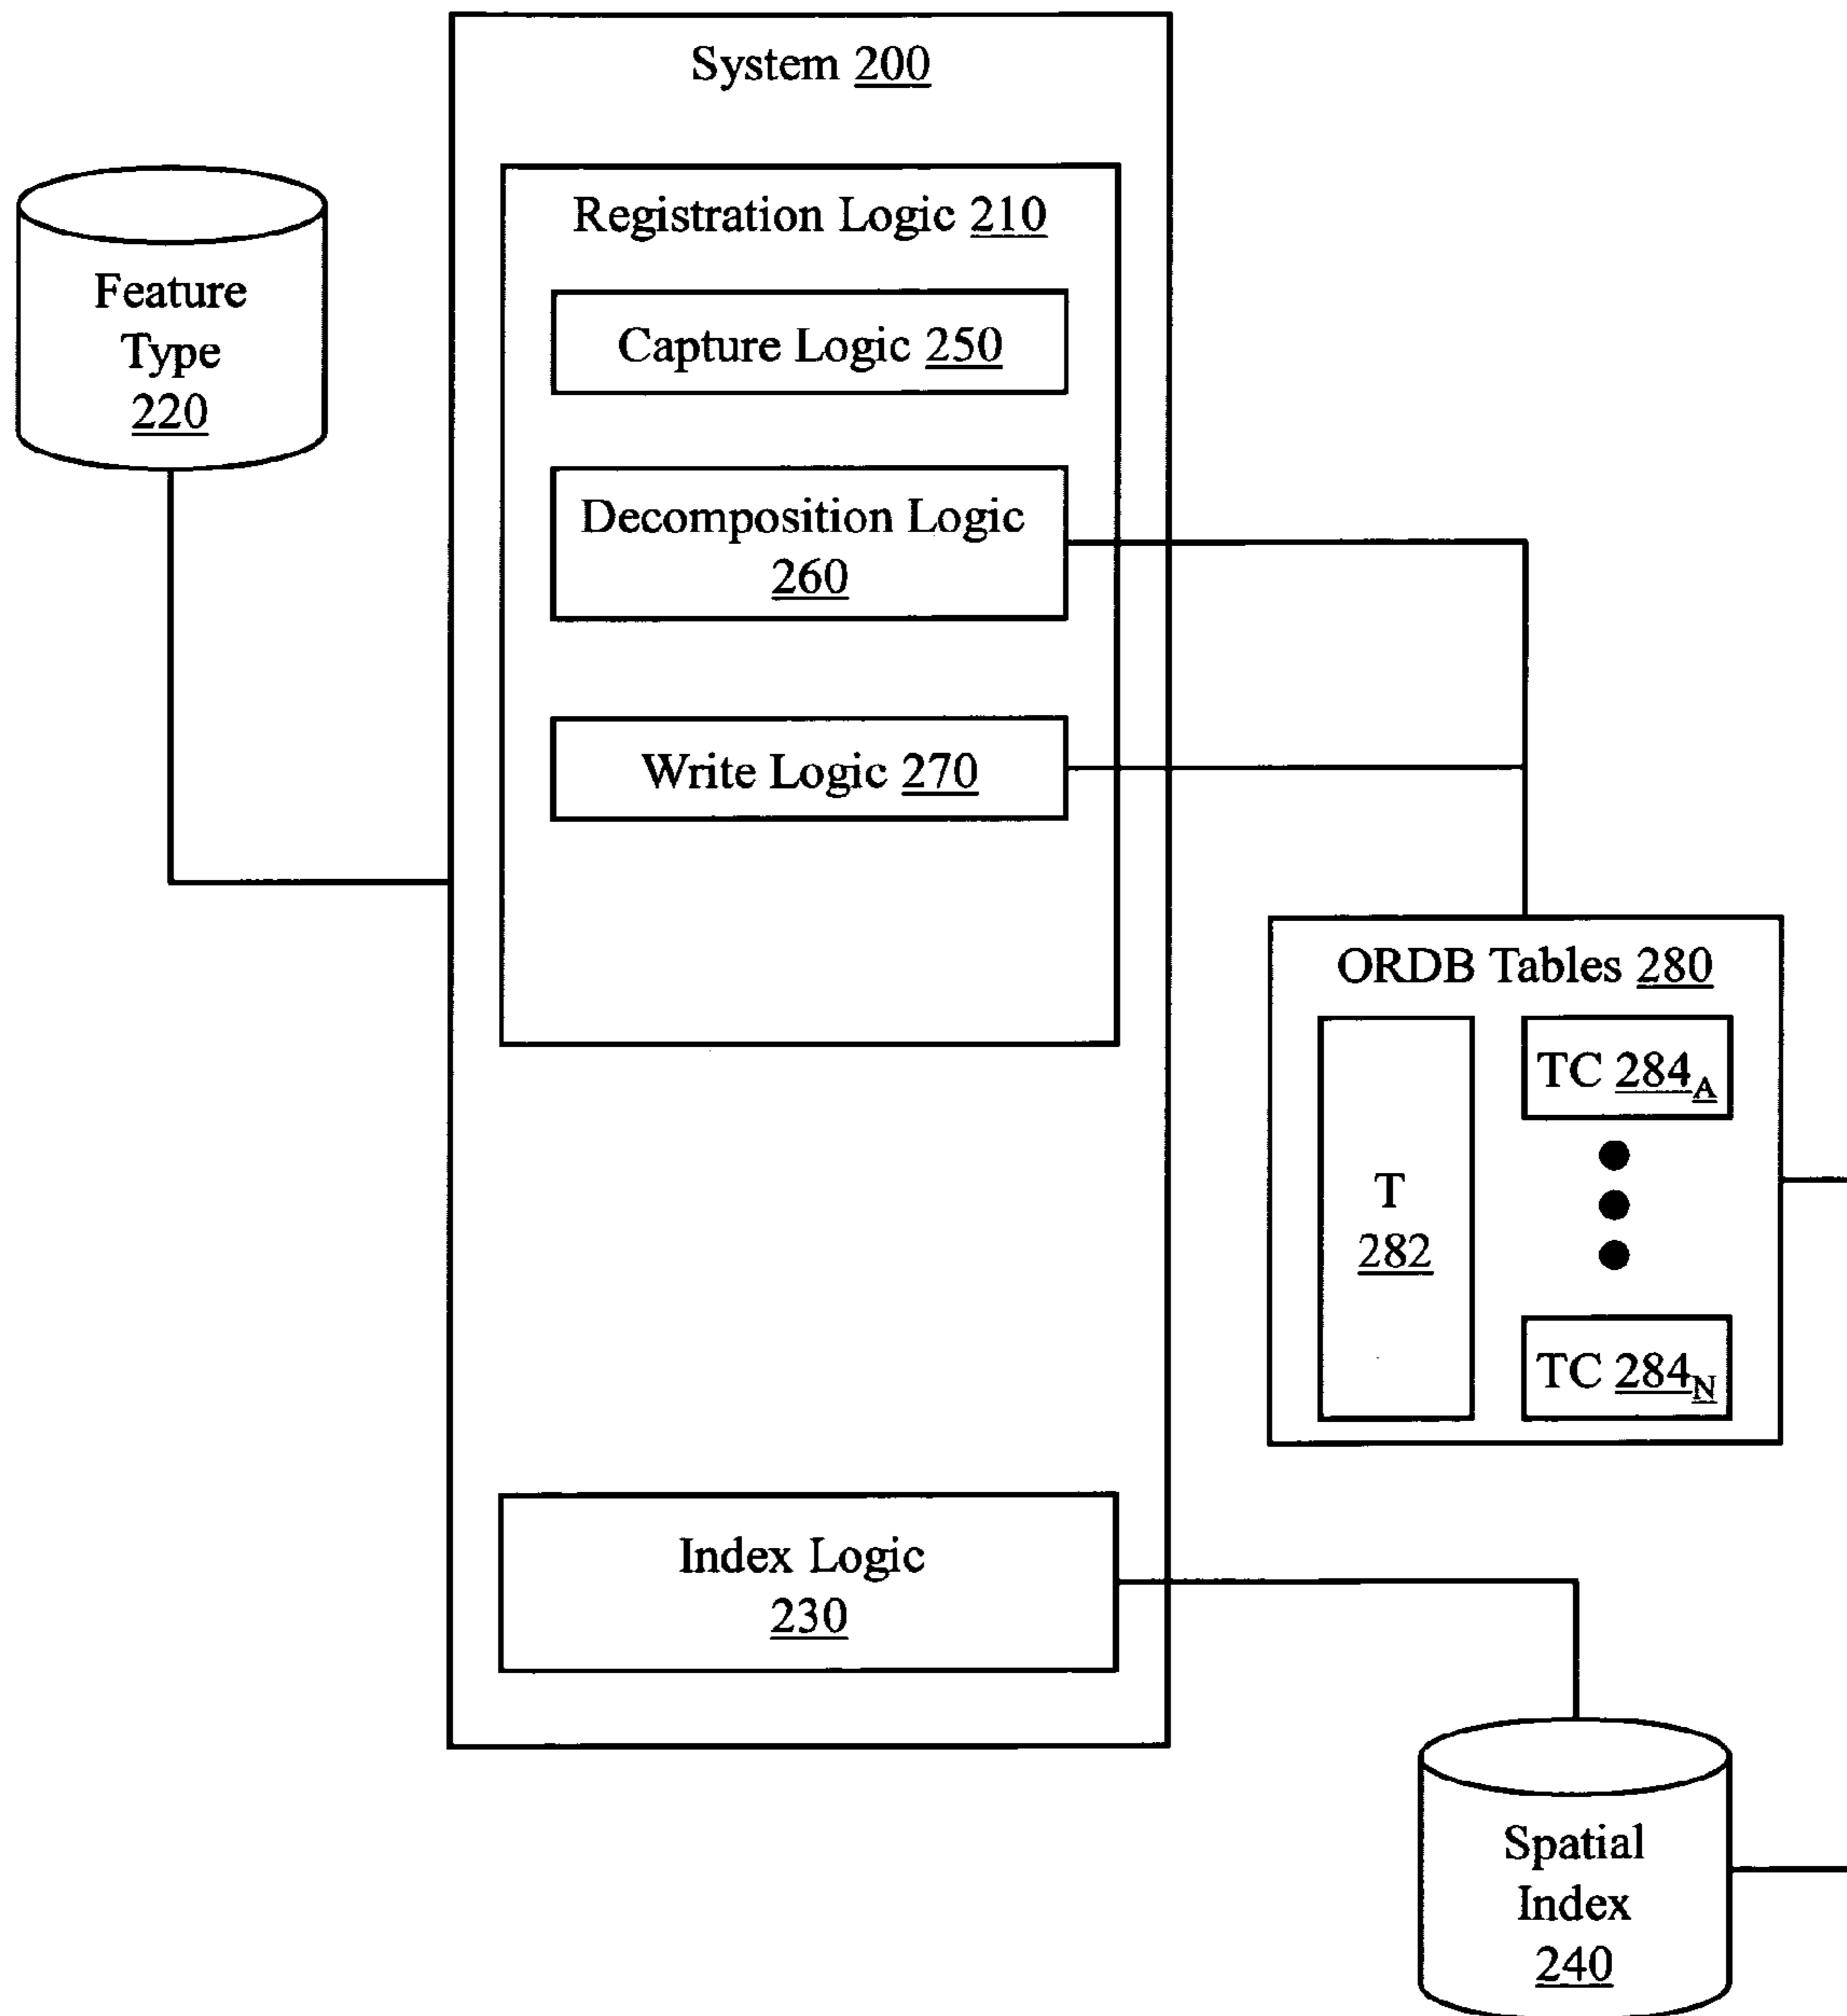 System 200
Feature
Type
220
Registration Logic 210
Capture Logic 250
Decomposition Logic
260
Write Logic 270
ORDB Tables 280
T
282
TC 284A
TC 284N
Index Logic
230
Spatial
Index
240